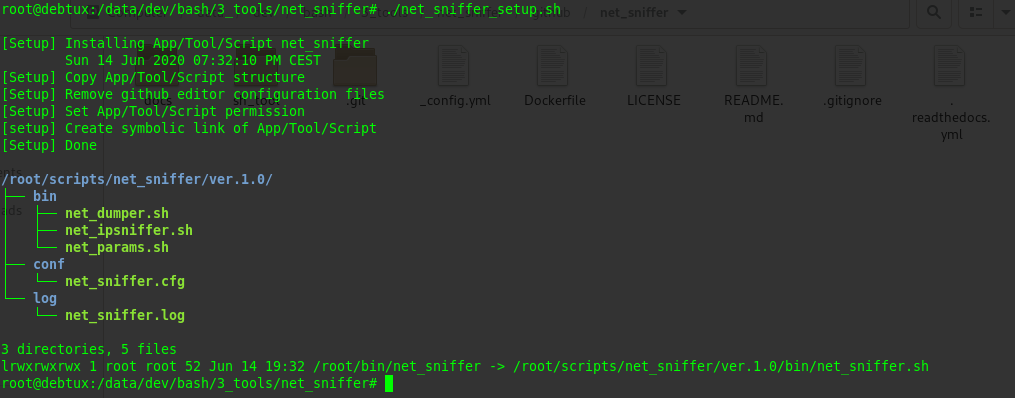 root@debtux:/data/dev/bash/3_tools/net_sniffer# ./net_sniffer_setup.sh
net_sniffer
[Setup] Installing App/Tool/Script net_sniffer
Sun 14 Jun 2020 07:32:10 PM CEST
[Setup] Copy App/Tool/Script structure
[Setup] Remove github editor configuration files
[Setup] Set App/Tool/Script permission
[setup] Create symbolic link of App/Tool/Script
[Setup] Done
docs
sh_tool
.git
_config.yml
Dockerfile
LICENSE
README.
md
.gitignore
.
readthedocs.
yml
/root/scripts/net_sniffer/ver.1.0/
├── bin
│   ├── net_dumper.sh
│   ├── net_ipsniffer.sh
│   └── net_params.sh
├── conf
│   └── net_sniffer.cfg
└── log
    └── net_sniffer.log
3 directories, 5 files
lrwxrwxrwx 1 root root 52 Jun 14 19:32 /root/bin/net_sniffer -> /root/scripts/net_sniffer/ver.1.0/bin/net_sniffer.sh
root@debtux:/data/dev/bash/3_tools/net_sniffer#